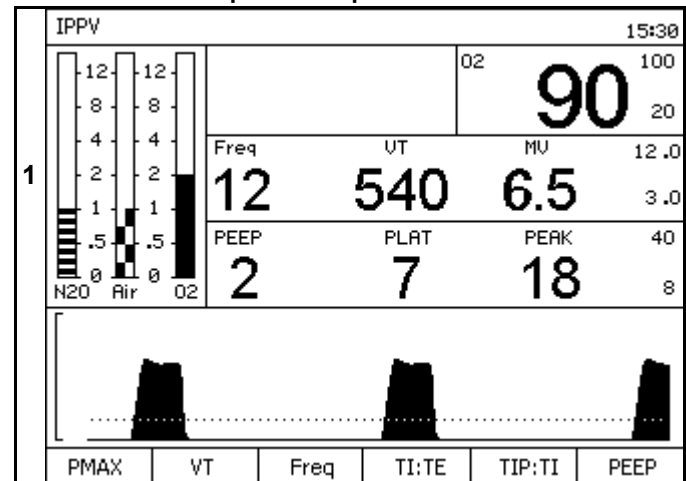 IPPV 15:30
1
12 12
8 8
4 4
2 2
1 1
.5 .5
0 0
N2O Air O2
O2 90 100
20
Freq VT MV 12.0
12 540 6.5 3.0
PEEP PLAT PEAK 40
2 7 18 8
PMAX VT Freq TI:TE TIP:TI PEEP